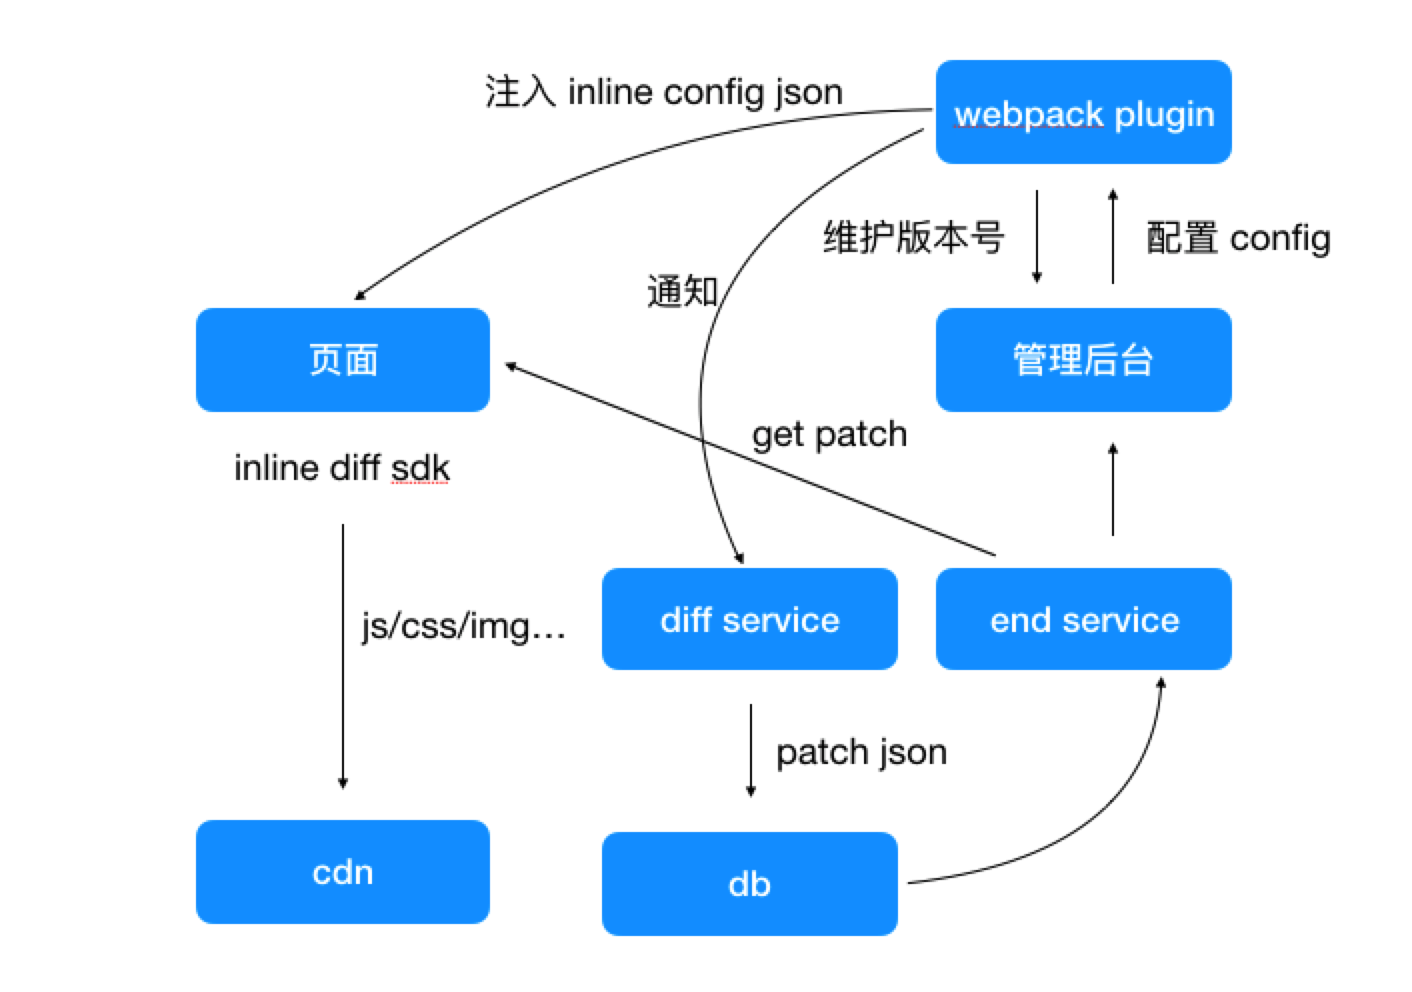 注入 inline config json
webpack plugin
维护版本号
配置 config
通知
页面
管理后台
get patch
inline diff sdk
js/css/img...
diff service
end service
patch json
cdn
db